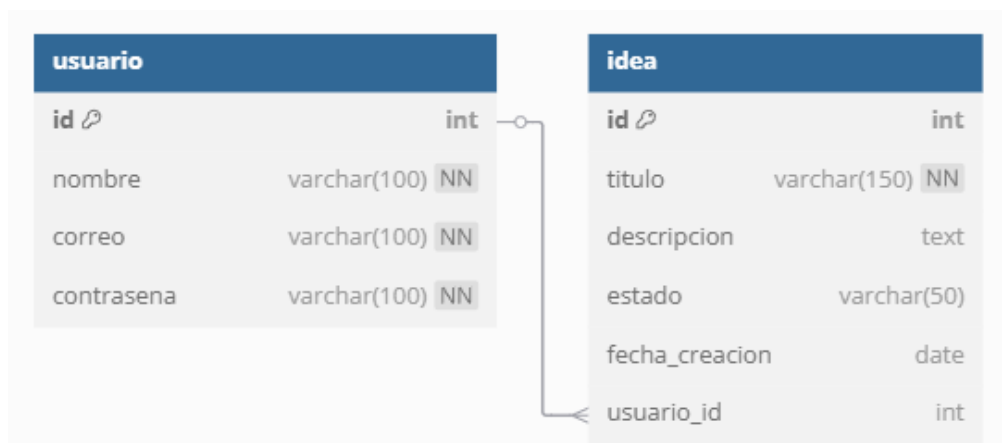 usuario
id int
nombre varchar(100) NN
correo varchar(100) NN
contrasena varchar(100) NN
idea
id int
titulo varchar(150) NN
descripcion text
estado varchar(50)
fecha_creacion date
usuario_id int